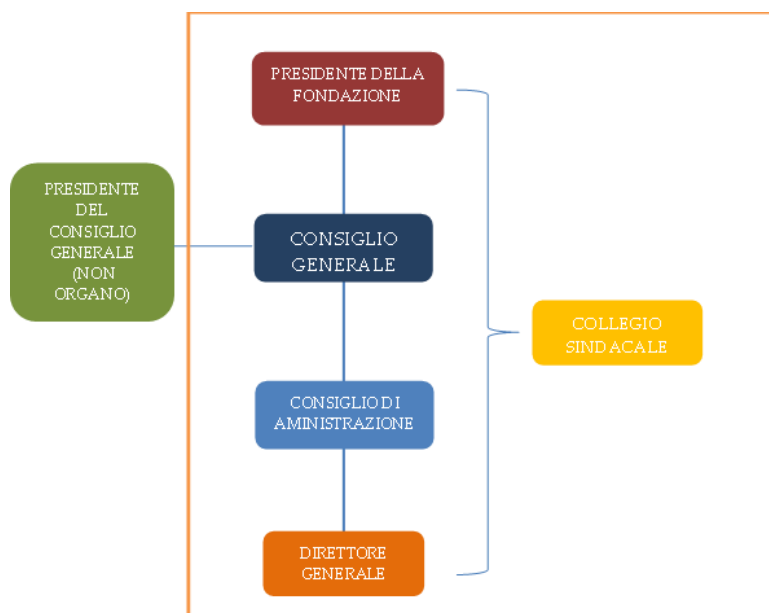 PRESIDENTE DELLA
FONDAZIONE
PRESIDENTE
DEL
CONSIGLIO
GENERALE
(NON
ORGANO)
CONSIGLIO
GENERALE
COLLEGIO
SINDACALE
CONSIGLIO DI
AMINISTRAZIONE
DIRETTORE
GENERALE